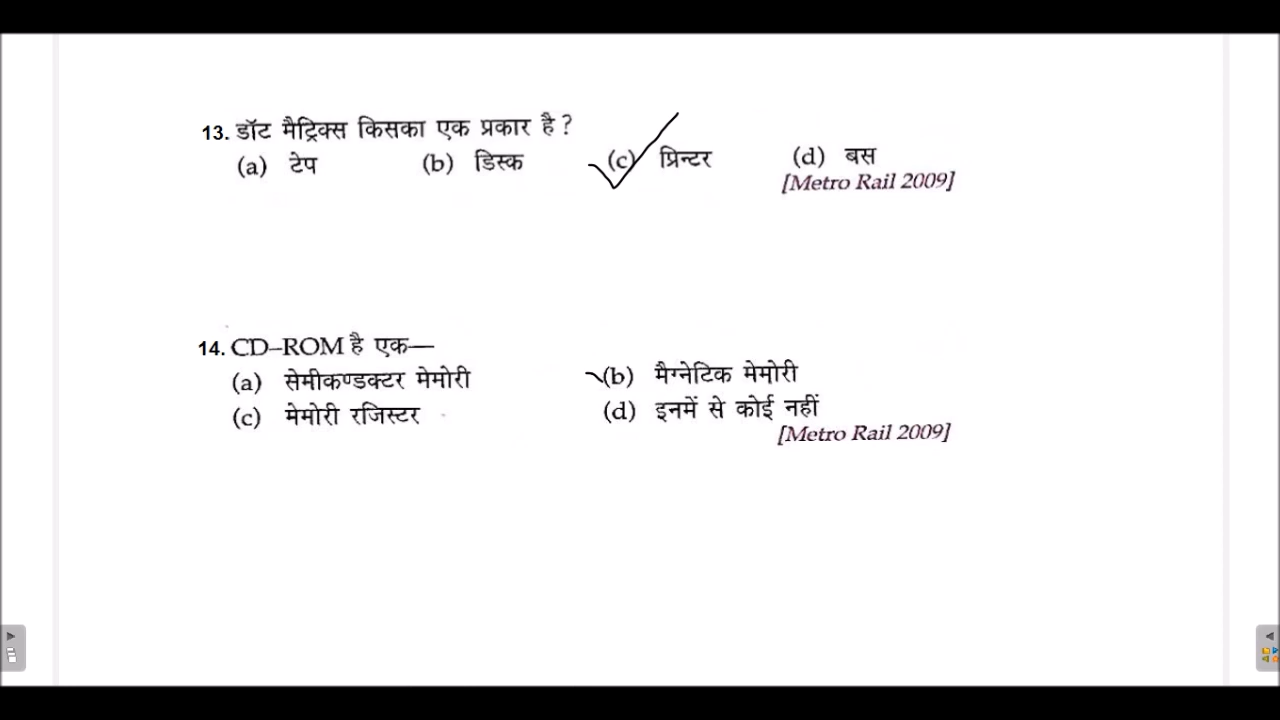 13. डॉट मैट्रिक्स किसका एक प्रकार है ?
(a) टेप (b) डिस्क (c) प्रिन्टर (d) बस
[Metro Rail 2009]
14. CD–ROM है एक—
(a) सेमीकण्डक्टर मेमोरी (b) मैग्नेटिक मेमोरी
(c) मेमोरी रजिस्टर (d) इनमें से कोई नहीं
[Metro Rail 2009]